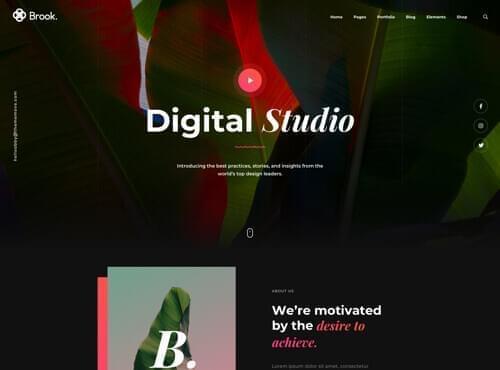 Brook.
Home Pages Portfolio Blog Elements Shop
Digital Studio
Introducing the best practices, stories, and insights from the
world's top design leaders.
ABOUT US
We're motivated
by the desire to
achieve.
B.
Lorem ipsum dolor sit amet, consectetur